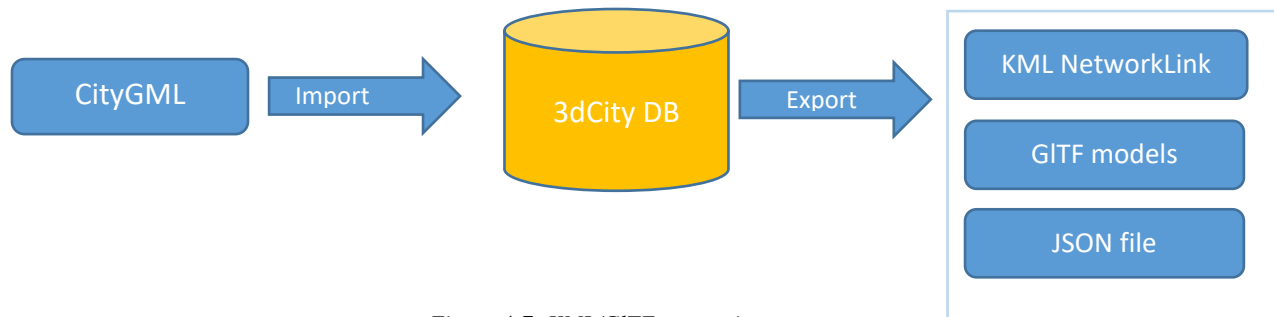 CityGML
Import
3dCity DB
Export
KML NetworkLink
GlTF models
JSON file